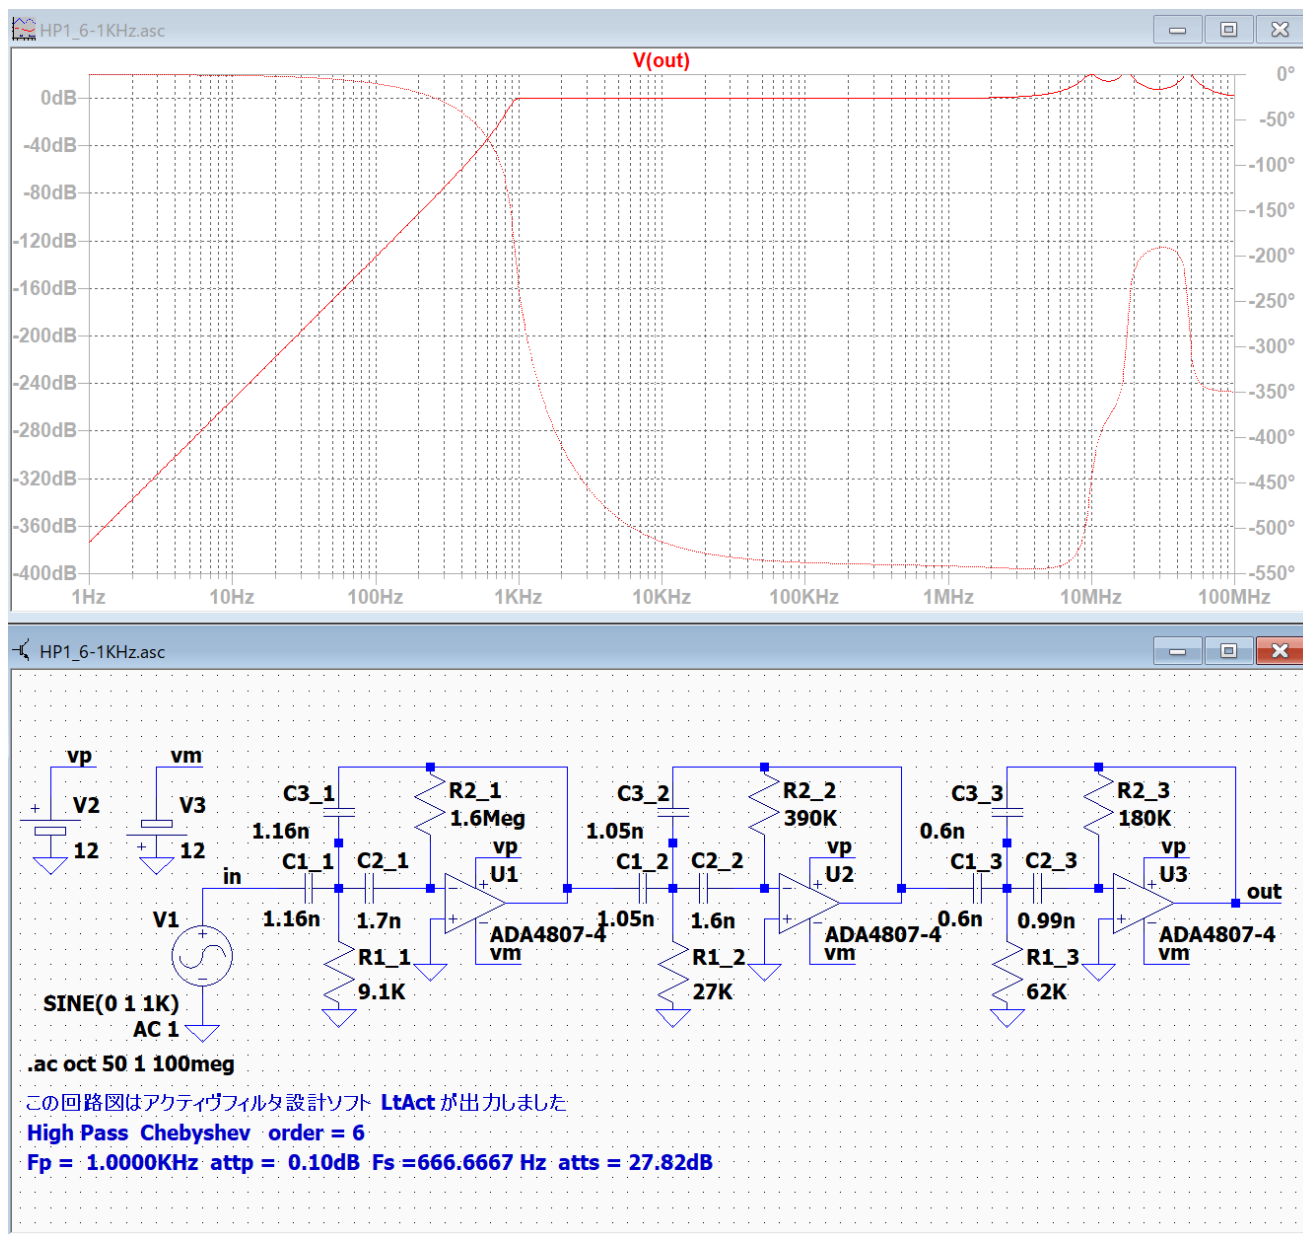 HP1_6-1KHz.asc
V(out)
0dB
-40dB
-80dB
-120dB
-160dB
-200dB
-240dB
-280dB
-320dB
-360dB
-400dB
0°
-50°
-100°
-150°
-200°
-250°
-300°
-350°
-400°
-450°
-500°
-550°
1Hz 10Hz 100Hz 1KHz 10KHz 100KHz 1MHz 10MHz 100MHz
HP1_6-1KHz.asc
vp vm
V2 V3
12 12
in
V1
SINE(0 1 1K)
AC 1
C3_1
1.16n
R2_1
1.6Meg
C1_1 C2_1
1.16n 1.7n
vp
U1
ADA4807-4
vm
R1_1
9.1K
C3_2
1.05n
R2_2
390K
C1_2 C2_2
1.05n 1.6n
vp
U2
ADA4807-4
vm
R1_2
27K
C3_3
0.6n
R2_3
180K
C1_3 C2_3
0.6n 0.99n
vp
U3
out
ADA4807-4
vm
R1_3
62K
.ac oct 50 1 100meg
この回路図はアクティヴフィルタ設計ソフト LtAct が出力しました
High Pass Chebyshev order = 6
Fp = 1.0000KHz attp = 0.10dB Fs =666.6667 Hz atts = 27.82dB